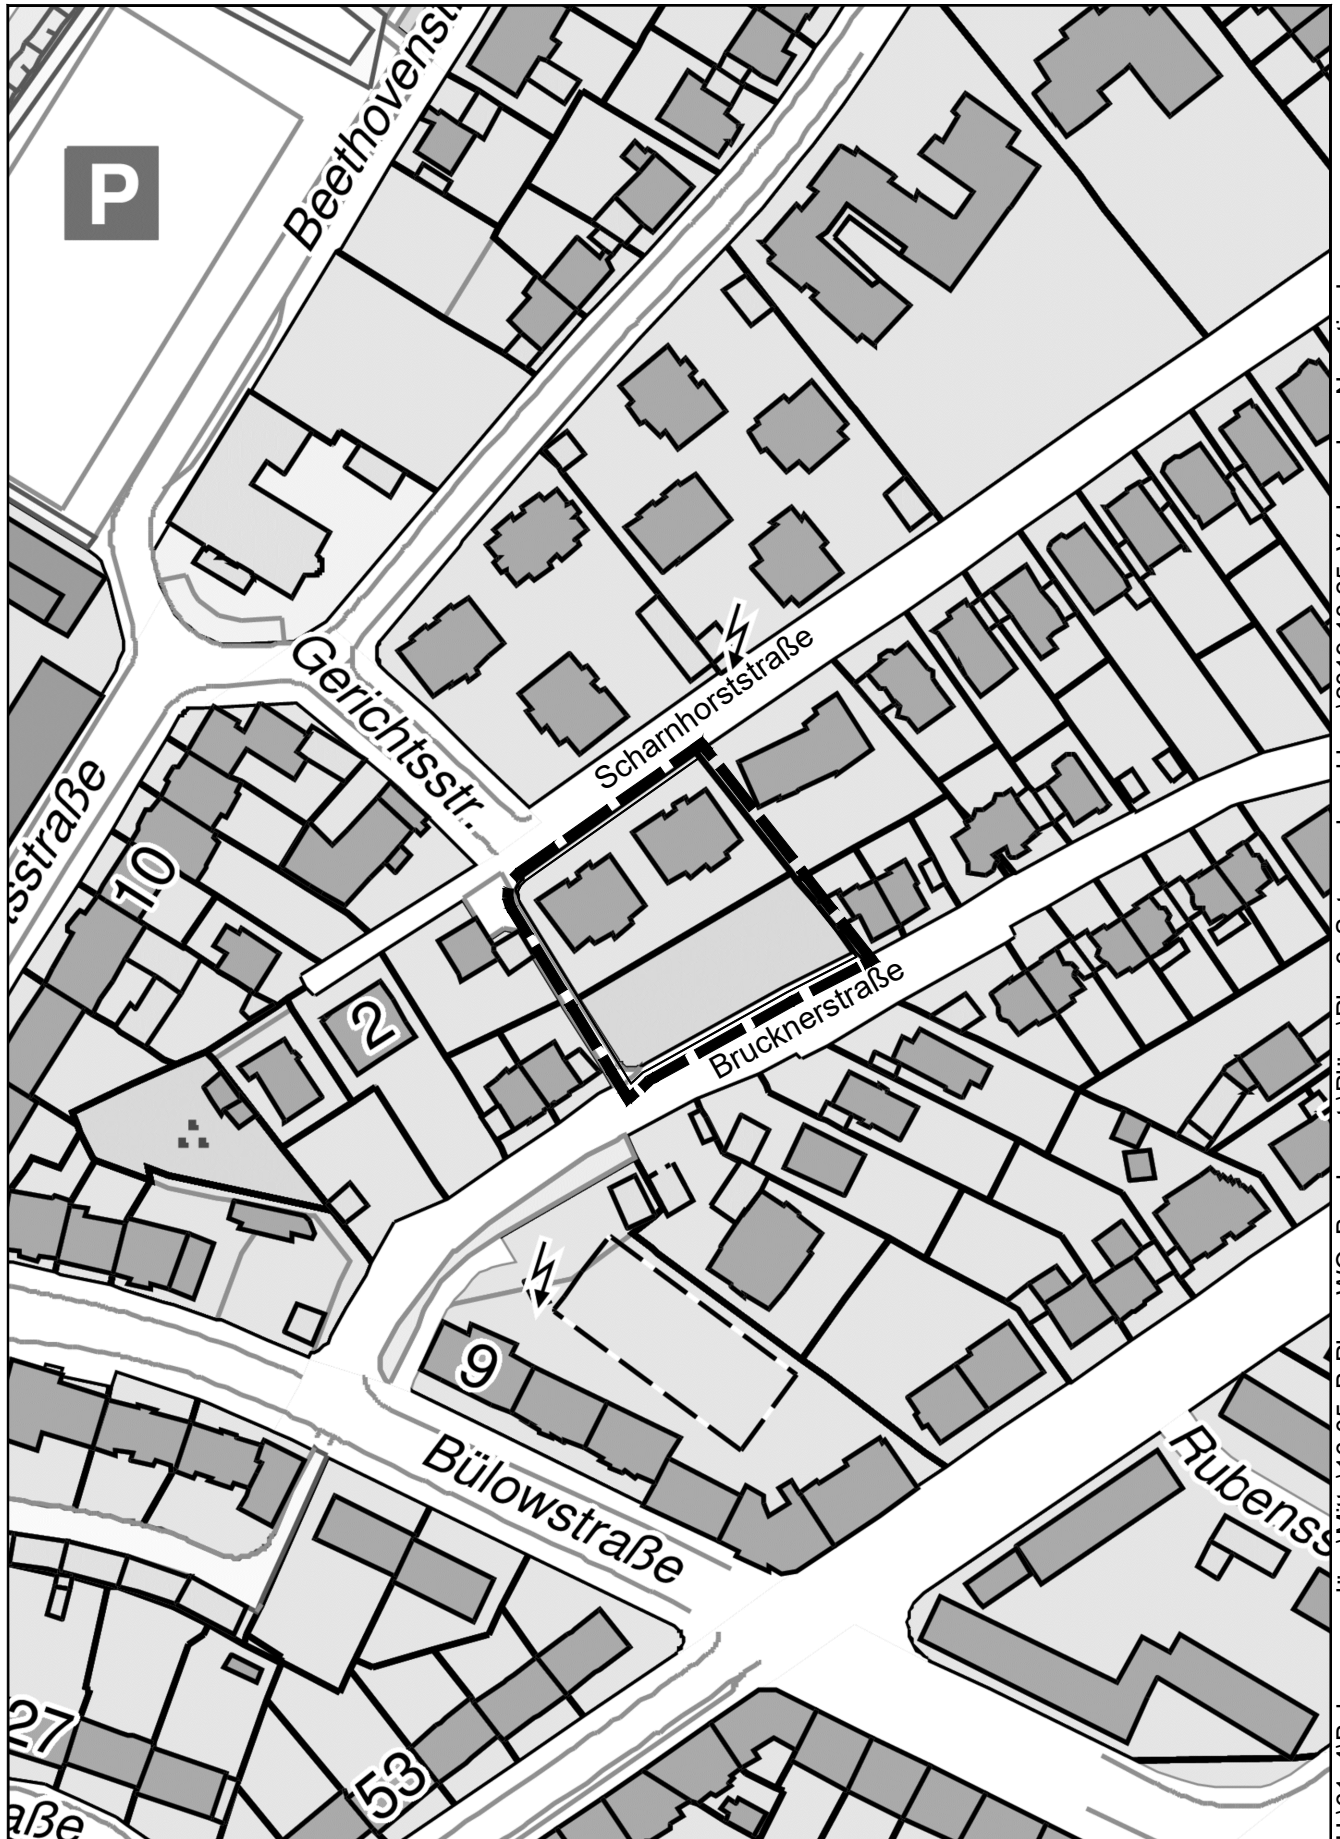 P
Beethovenst
Gerichtsstr.
Scharnhorststraße
sstraße
10
2
Brucknerstraße
9
Bülowstraße
Rubenss
27
53
aße